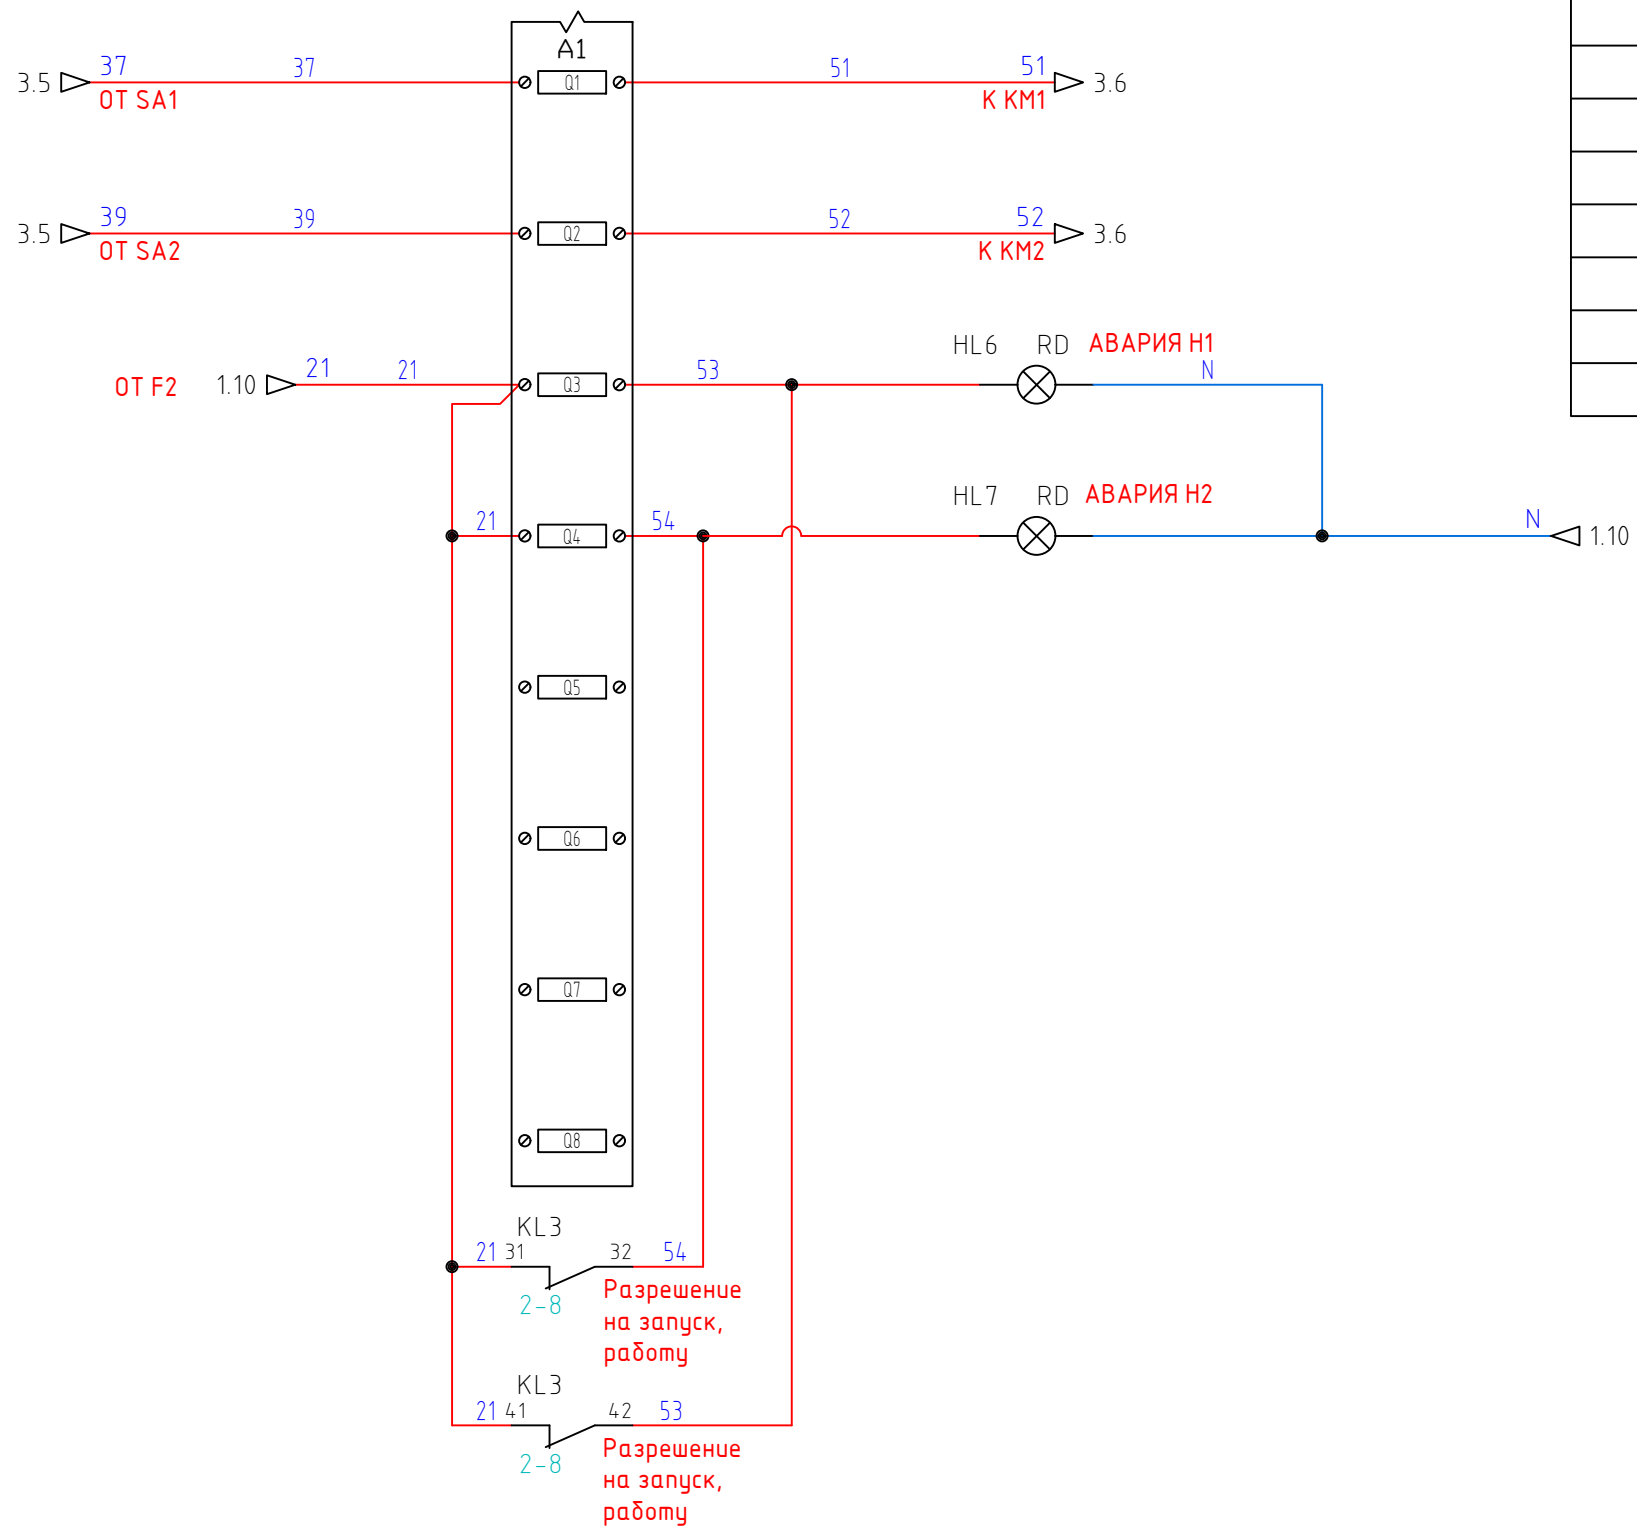 A1
3.5 37 37 Q1 51 51 3.6
ОТ SA1 К КМ1
3.5 39 39 Q2 52 52 3.6
ОТ SA2 К КМ2
ОТ F2 1.10 21 21 Q3 53 HL6 RD АВАРИЯ Н1 N
21 Q4 54 HL7 RD АВАРИЯ Н2 N 1.10
Q5
Q6
Q7
Q8
KL3
21 31 32 54
2-8 Разрешение
на запуск,
работу
KL3
21 41 42 53
2-8 Разрешение
на запуск,
работу